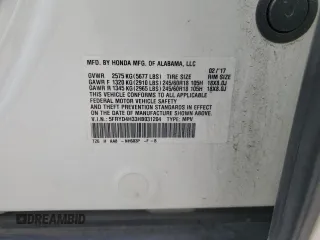 MFD. BY HONDA MFG. OF ALABAMA, LLC 02/'17
GVWR 2575 KG(5677 LBS) TIRE SIZE RIM SIZE
GAWR F 1320 KG(2910 LBS)245/60R18 105H 18X8.0J
GAWR R 1345 KG(2965 LBS)245/60R18 105H 18X8.0J
THIS VEHICLE CONFORMS TO ALL APPLICABLE
FEDERAL MOTOR VEHICLE SAFETY AND
THEFT PREVENTION STANDARDS IN EFFECT ON
THE DATE OF MANUFACTURE SHOWN ABOVE.
V.I.N.: TYPE: MPV